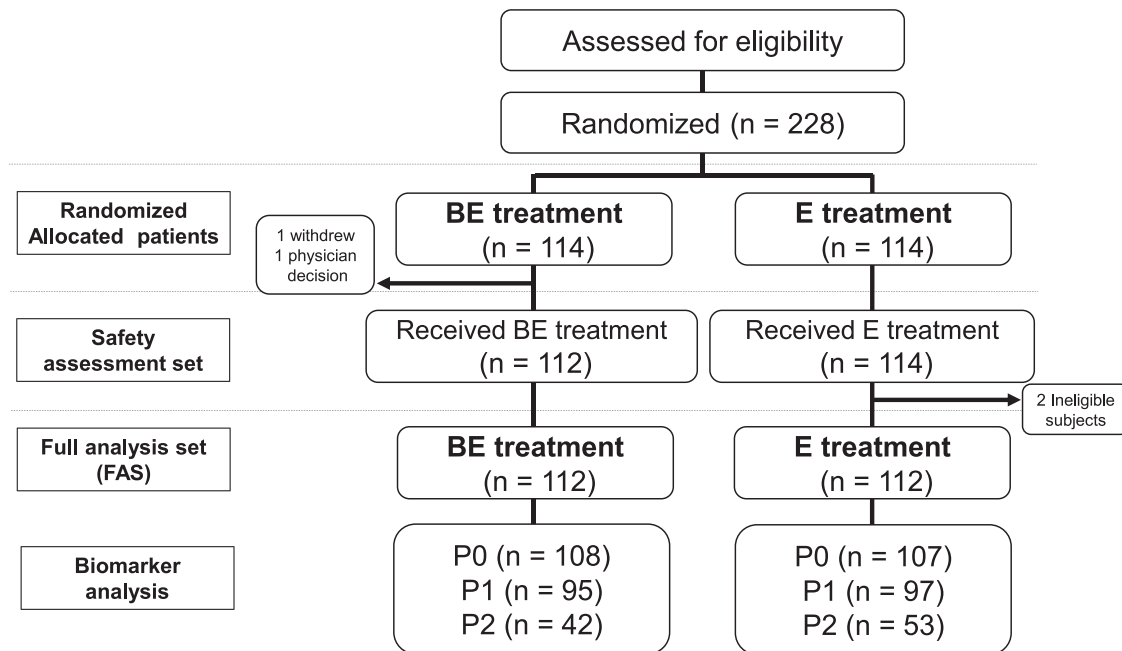 Assessed for eligibility
Randomized (n = 228)
Randomized
Allocated patients
BE treatment
(n = 114)
E treatment
(n = 114)
1 withdrew
1 physician
decision
Safety
assessment set
Received BE treatment
(n = 112)
Received E treatment
(n = 114)
2 Ineligible
subjects
Full analysis set
(FAS)
BE treatment
(n = 112)
E treatment
(n = 112)
Biomarker
analysis
P0 (n = 108)
P1 (n = 95)
P2 (n = 42)
P0 (n = 107)
P1 (n = 97)
P2 (n = 53)